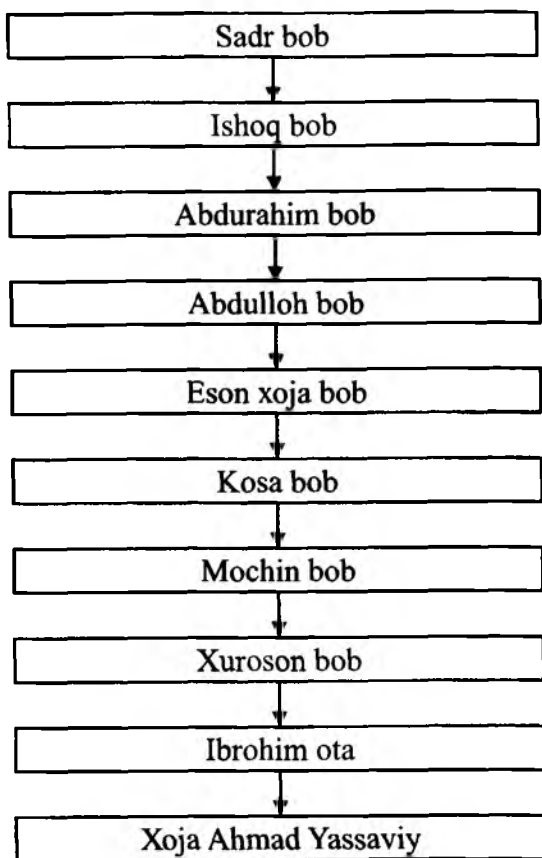 Sadr bob
Ishoq bob
Abdurahim bob
Abdulloh bob
Eson xoja bob
Kosa bob
Mochin bob
Xuroson bob
Ibrohim ota
Xoja Ahmad Yassaviy